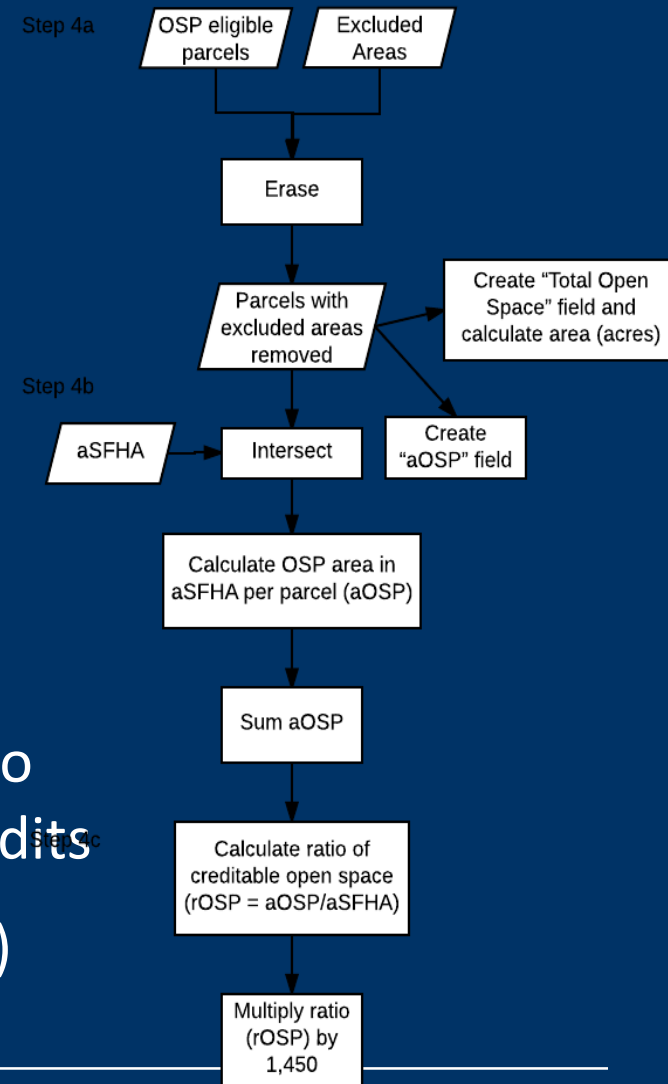 Step 4a
OSP eligible
parcels
Excluded
Areas
Erase
Parcels with
excluded areas
removed
Create “Total Open
Space” field and
calculate area (acres)
Step 4b
aSFHA
Intersect
Create
“aOSP” field
Calculate OSP area in
aSFHA per parcel (aOSP)
Sum aOSP
o
dits
Step 4c
)
Calculate ratio of
creditable open space
(rOSP = aOSP/aSFHA)
Multiply ratio
(rOSP) by
1,450